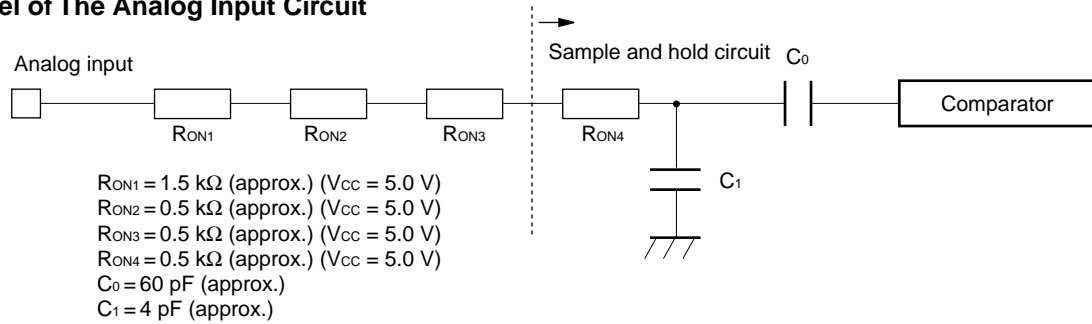 el of The Analog Input Circuit
Sample and hold circuit C0
Analog input
Comparator
RON1 RON2 RON3 RON4
C1
RON1 = 1.5 kΩ (approx.) (VCC = 5.0 V)
RON2 = 0.5 kΩ (approx.) (VCC = 5.0 V)
RON3 = 0.5 kΩ (approx.) (VCC = 5.0 V)
RON4 = 0.5 kΩ (approx.) (VCC = 5.0 V)
C0 = 60 pF (approx.)
C1 = 4 pF (approx.)